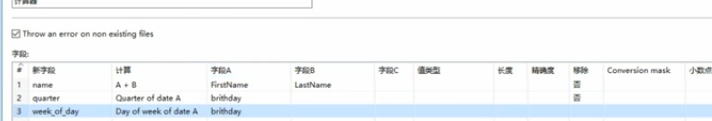 计算器
Throw an error on non existing files
字段:
# 新字段 计算 字段A 字段B 字段C 值类型 长度 精确度 移除 Conversion mask 小数点
1 name A + B FirstName LastName 否
2 quarter Quarter of date A brithday 否
3 week_of_day Day of week of date A brithday